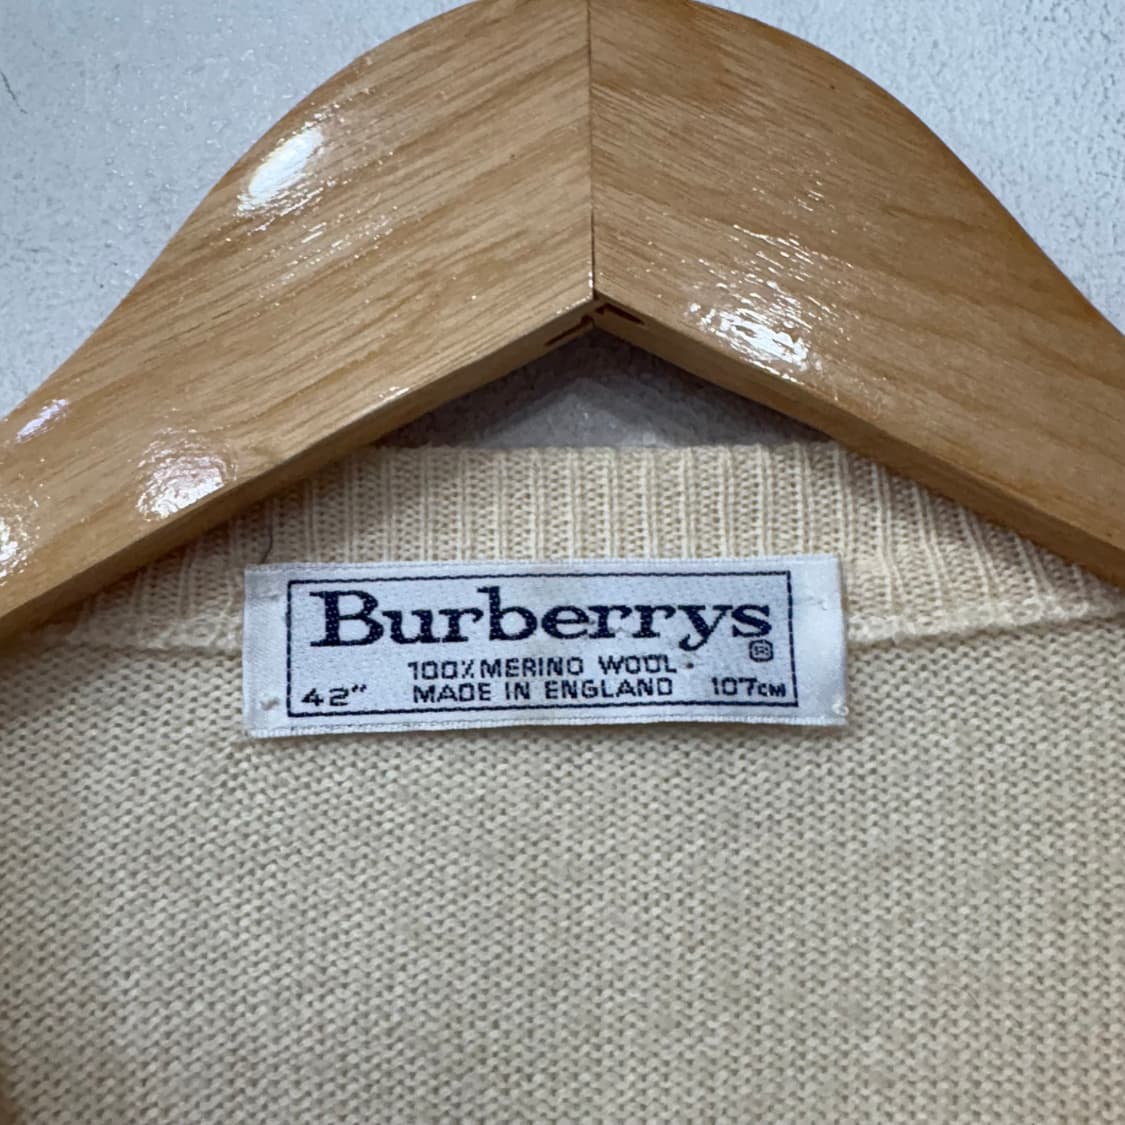 Burberrys
®
100% MERINO WOOL
42" MADE IN ENGLAND 107CM